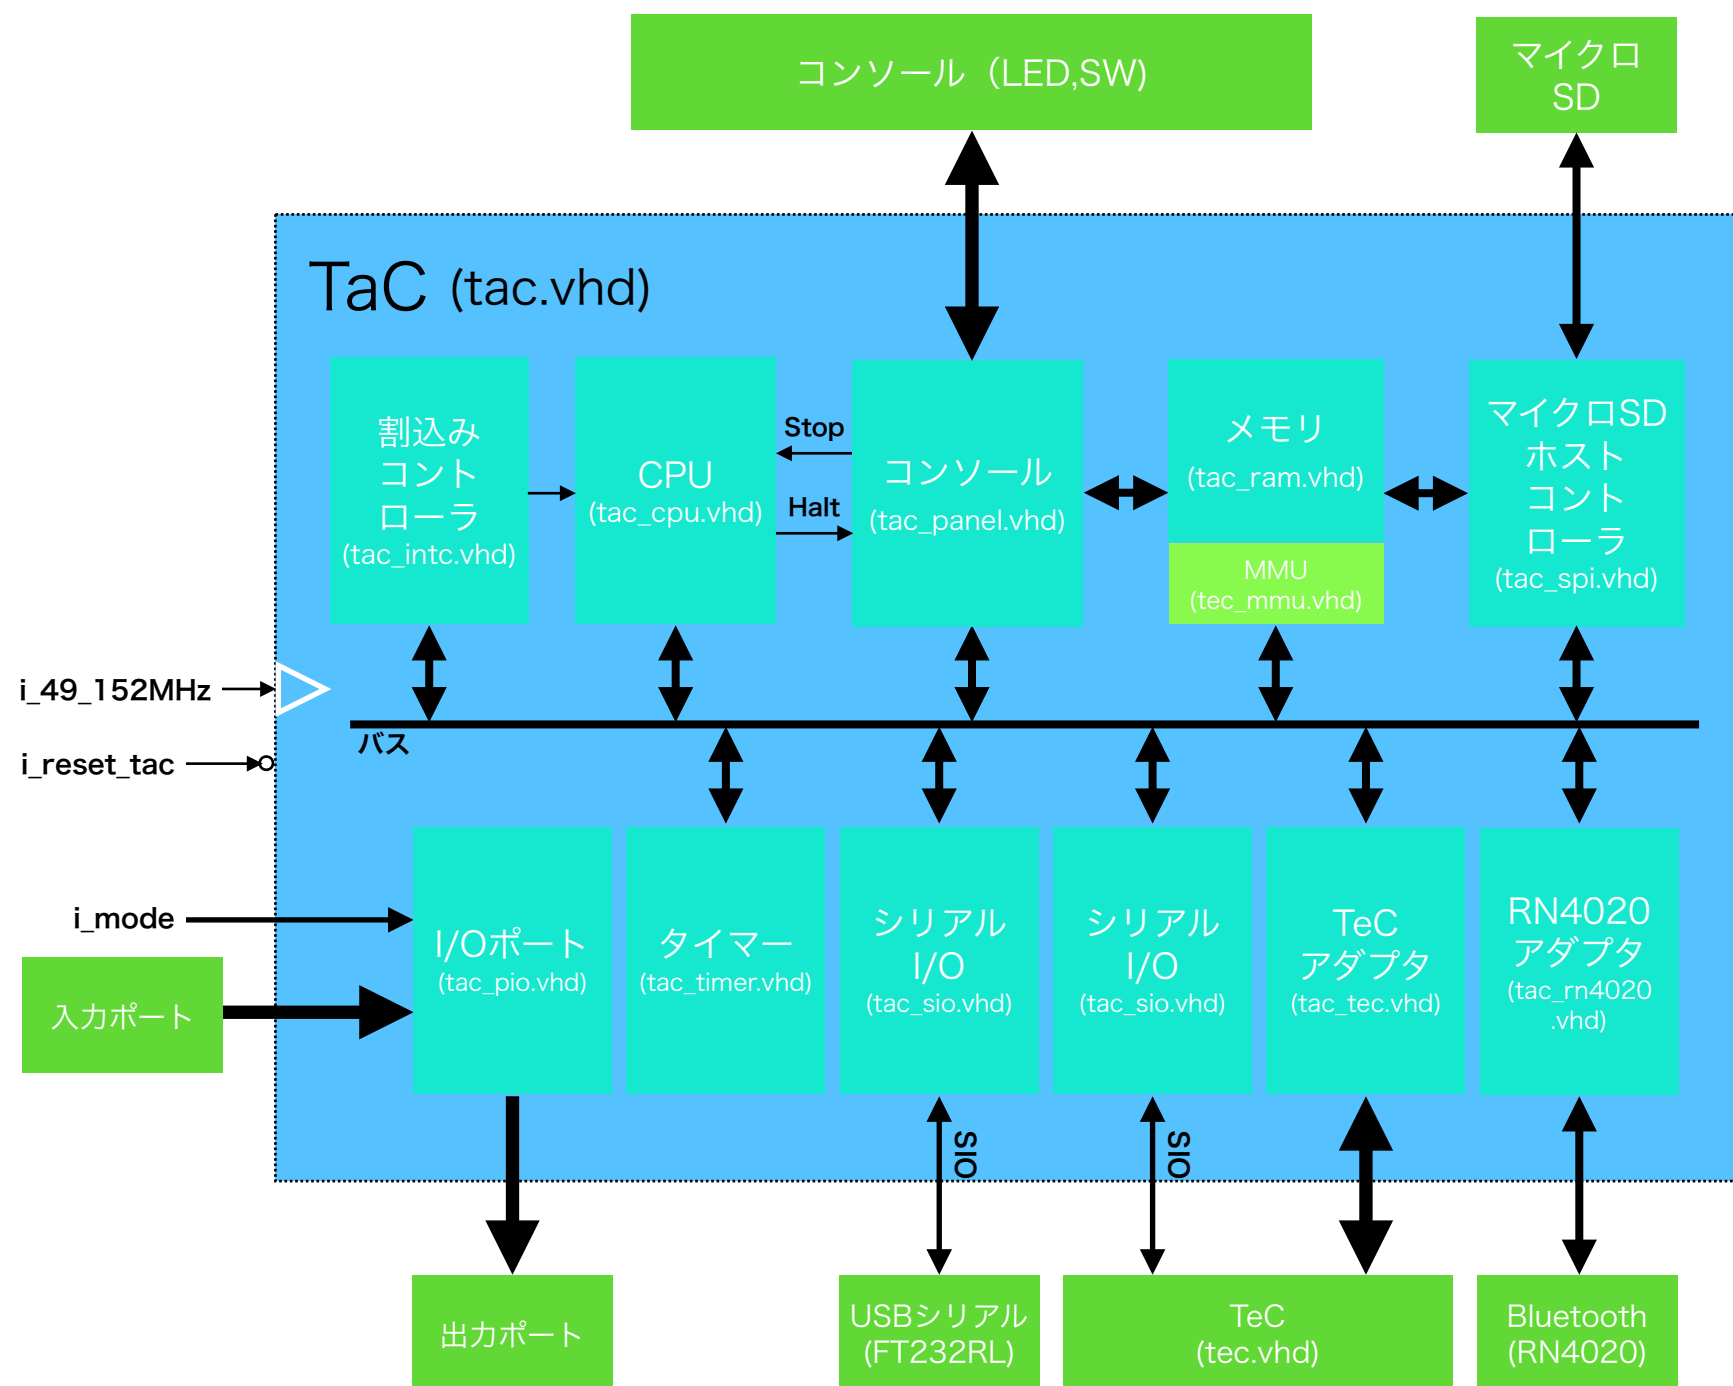 コンソール（LED,SW)
マイクロ
SD
TaC (tac.vhd)
割込み
コント
ローラ
(tac_intc.vhd)
CPU
(tac_cpu.vhd)
Stop
Halt
コンソール
(tac_panel.vhd)
メモリ
(tac_ram.vhd)
MMU
(tec_mmu.vhd)
マイクロSD
ホスト
コント
ローラ
(tac_spi.vhd)
i_49_152MHz
バス
i_reset_tac
i_mode
入力ポート
I/Oポート
(tac_pio.vhd)
タイマー
(tac_timer.vhd)
シリアル
I/O
(tac_sio.vhd)
シリアル
I/O
(tac_sio.vhd)
TeC
アダプタ
(tac_tec.vhd)
RN4020
アダプタ
(tac_rn4020
.vhd)
SIO
SIO
出力ポート
USBシリアル
(FT232RL)
TeC
(tec.vhd)
Bluetooth
(RN4020)